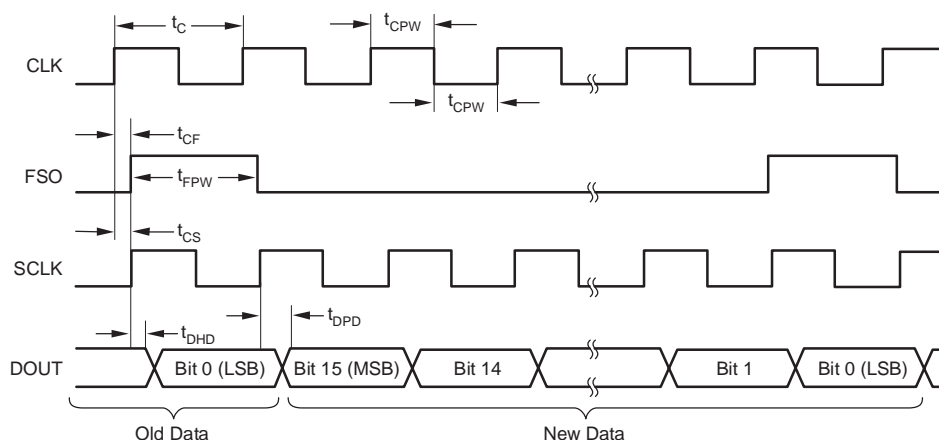 t_C
t_CPW
CLK
t_CPW
t_CF
FSO
t_FPW
t_CS
SCLK
t_DPD
t_DHD
DOUT
Bit 0 (LSB)
Bit 15 (MSB)
Bit 14
Bit 1
Bit 0 (LSB)
Old Data
New Data